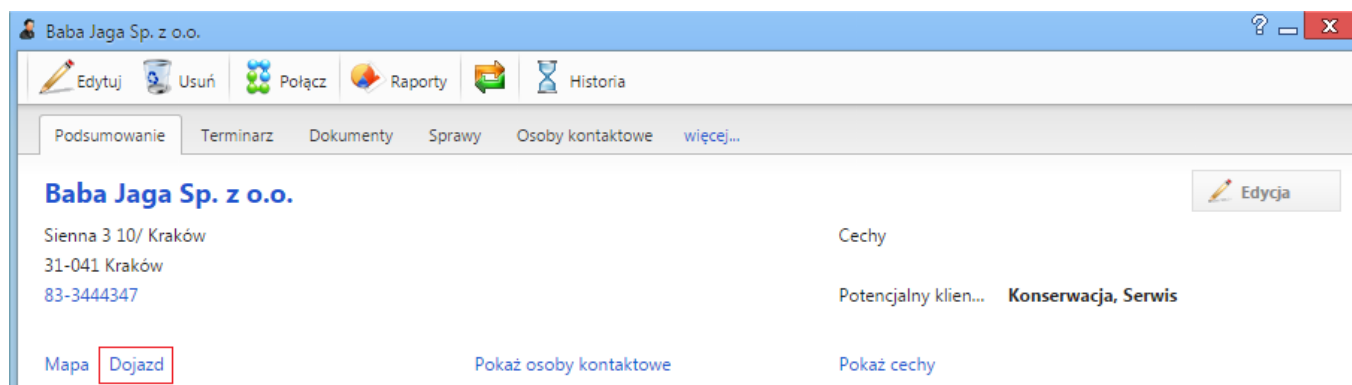 Baba Jaga Sp. z o.o.
Edytuj Usuń Połącz Raporty Historia
Podsumowanie Terminarz Dokumenty Sprawy Osoby kontaktowe więcej...
Baba Jaga Sp. z o.o. Edycja
Sienna 3 10/ Kraków Cechy
31-041 Kraków
83-3444347 Potencjalny klien... Konserwacja, Serwis
Mapa Dojazd Pokaż osoby kontaktowe Pokaż cechy